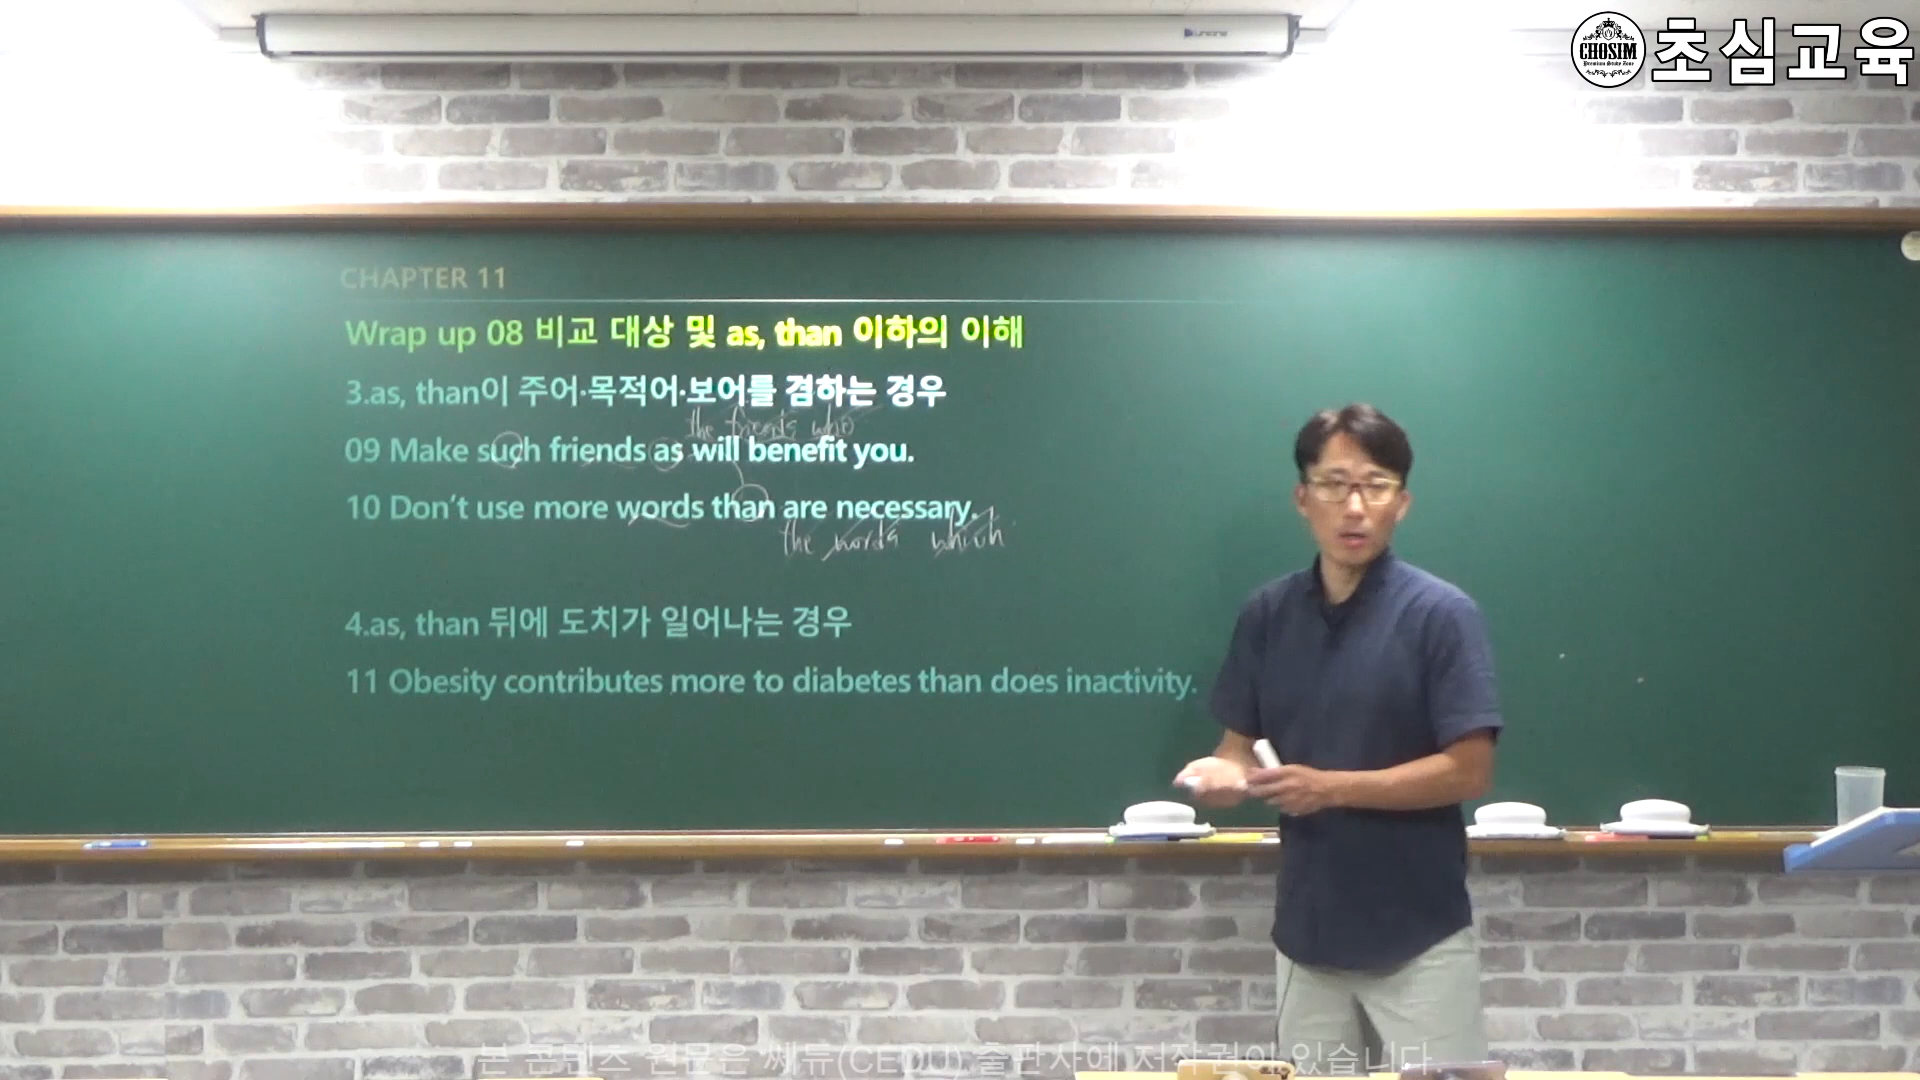 CHOSIM
Premium Study Zone
초심교육
CHAPTER 11
Wrap up 08 비교 대상 및 as, than 이하의 이해
3.as, than이 주어·목적어·보어를 겸하는 경우
the friends who
09 Make such friends as will benefit you.
10 Don't use more words than are necessary.
the words which
4.as, than 뒤에 도치가 일어나는 경우
11 Obesity contributes more to diabetes than does inactivity.
본 콘텐츠 원문은 쎄듀(CEDU) 출판사에 저작권이 있습니다.